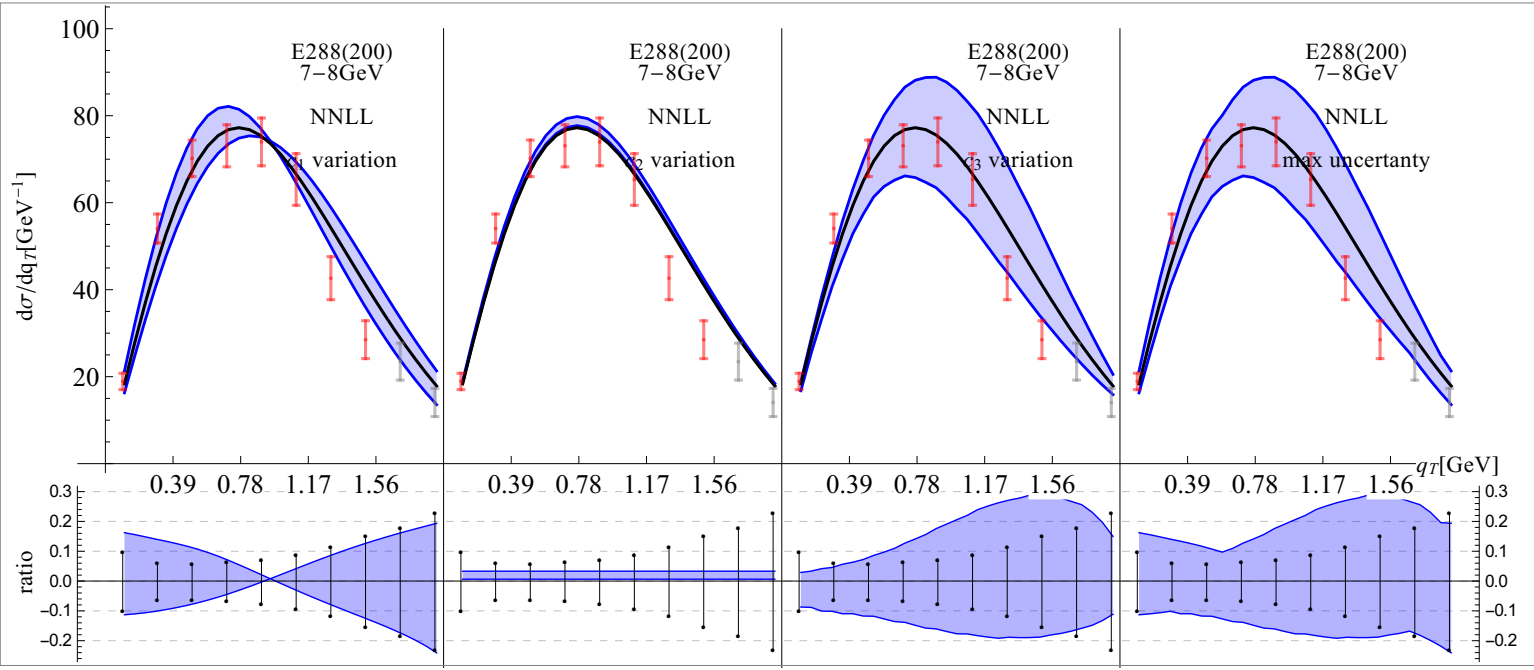 100
80
60
40
20
dσ/dq_T[GeV⁻¹]
E288(200)
7−8GeV
NNLL
c₁ variation
E288(200)
7−8GeV
NNLL
c₂ variation
E288(200)
7−8GeV
NNLL
c₃ variation
E288(200)
7−8GeV
NNLL
max uncertanty
q_T[GeV]
0.39 0.78 1.17 1.56
0.39 0.78 1.17 1.56
0.39 0.78 1.17 1.56
0.39 0.78 1.17 1.56
ratio
0.3
0.2
0.1
0.0
−0.1
−0.2
0.3
0.2
0.1
0.0
−0.1
−0.2